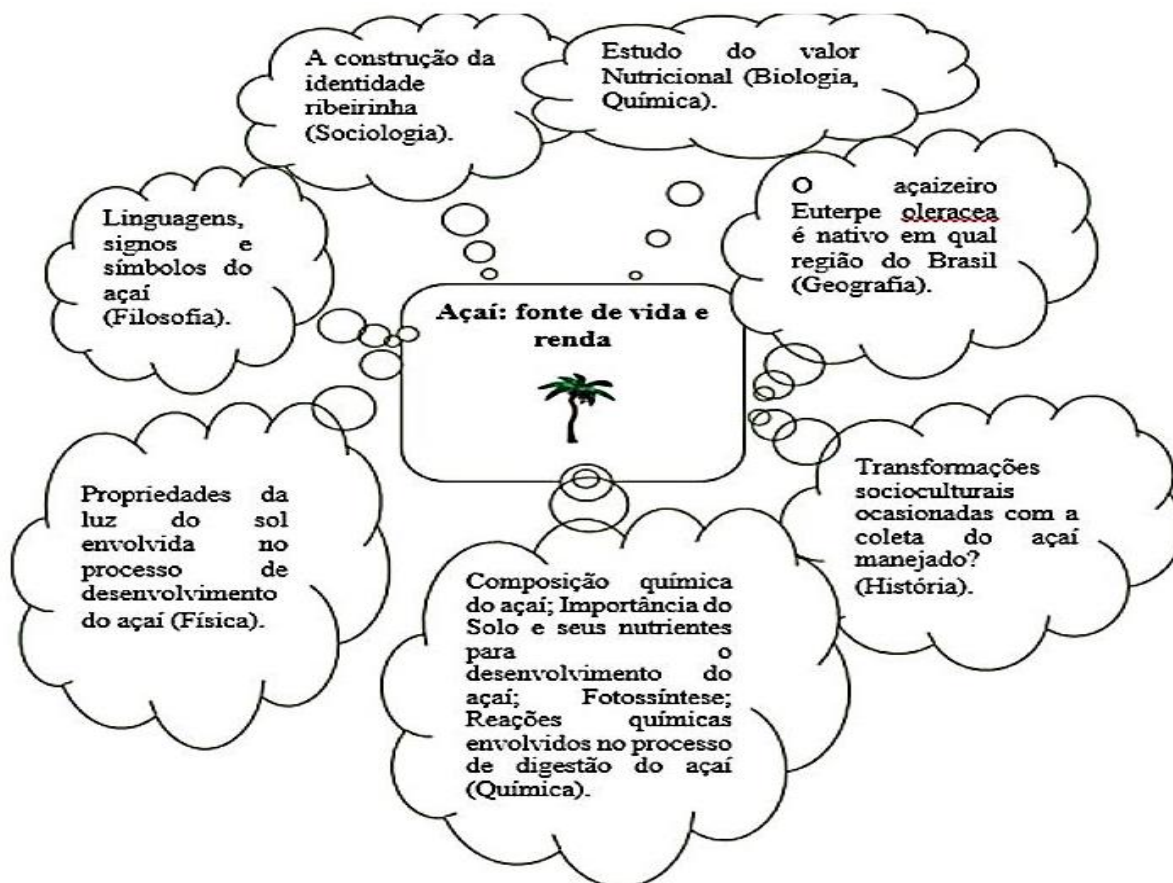 A construção da
identidade
ribeirinha
(Sociologia).
Estudo do valor
Nutricional (Biologia,
Química).
Linguagens,
signos e
símbolos do
açaí
(Filosofia).
O açaizeiro
Euterpe oleracea
é nativo em qual
região do Brasil
(Geografia).
Açaí: fonte de vida e
renda
Propriedades da
luz do sol
envolvida no
processo de
desenvolvimento
do açaí (Física).
Transformações
socioculturais
ocasionadas com a
coleta do açaí
manejado?
(História).
Composição química
do açaí; Importância do
Solo e seus nutrientes
para o
desenvolvimento do
açaí; Fotossíntese;
Reações químicas
envolvidos no processo
de digestão do açaí
(Química).